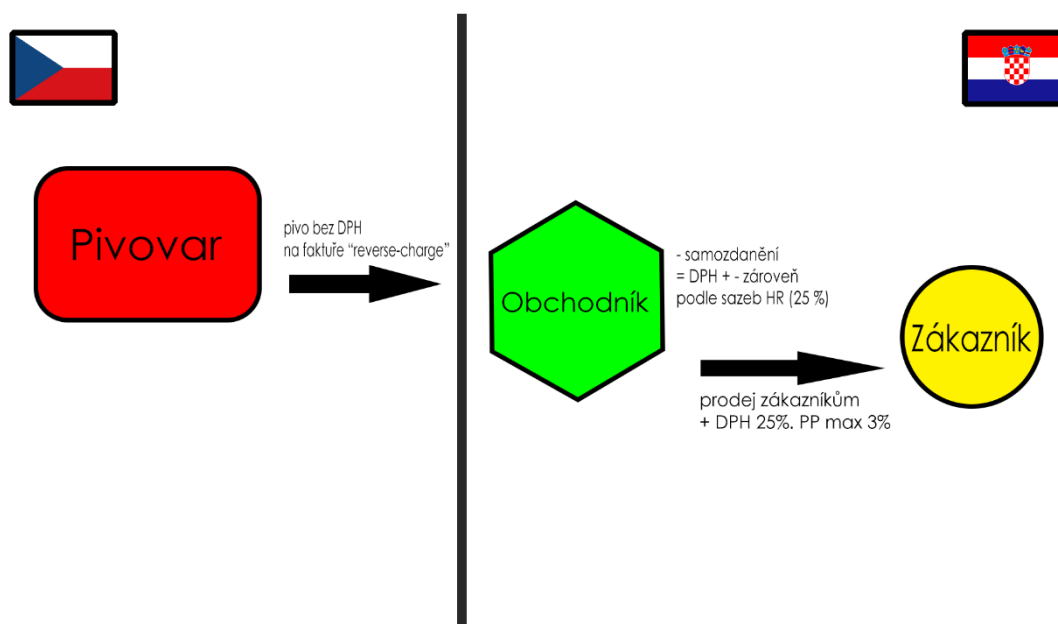 Pivovar
pivo bez DPH
na faktuře “reverse-charge”
Obchodník
- samozdanění
= DPH + - zároveň
podle sazeb HR (25 %)
prodej zákazníkům
+ DPH 25%. PP max 3%
Zákazník